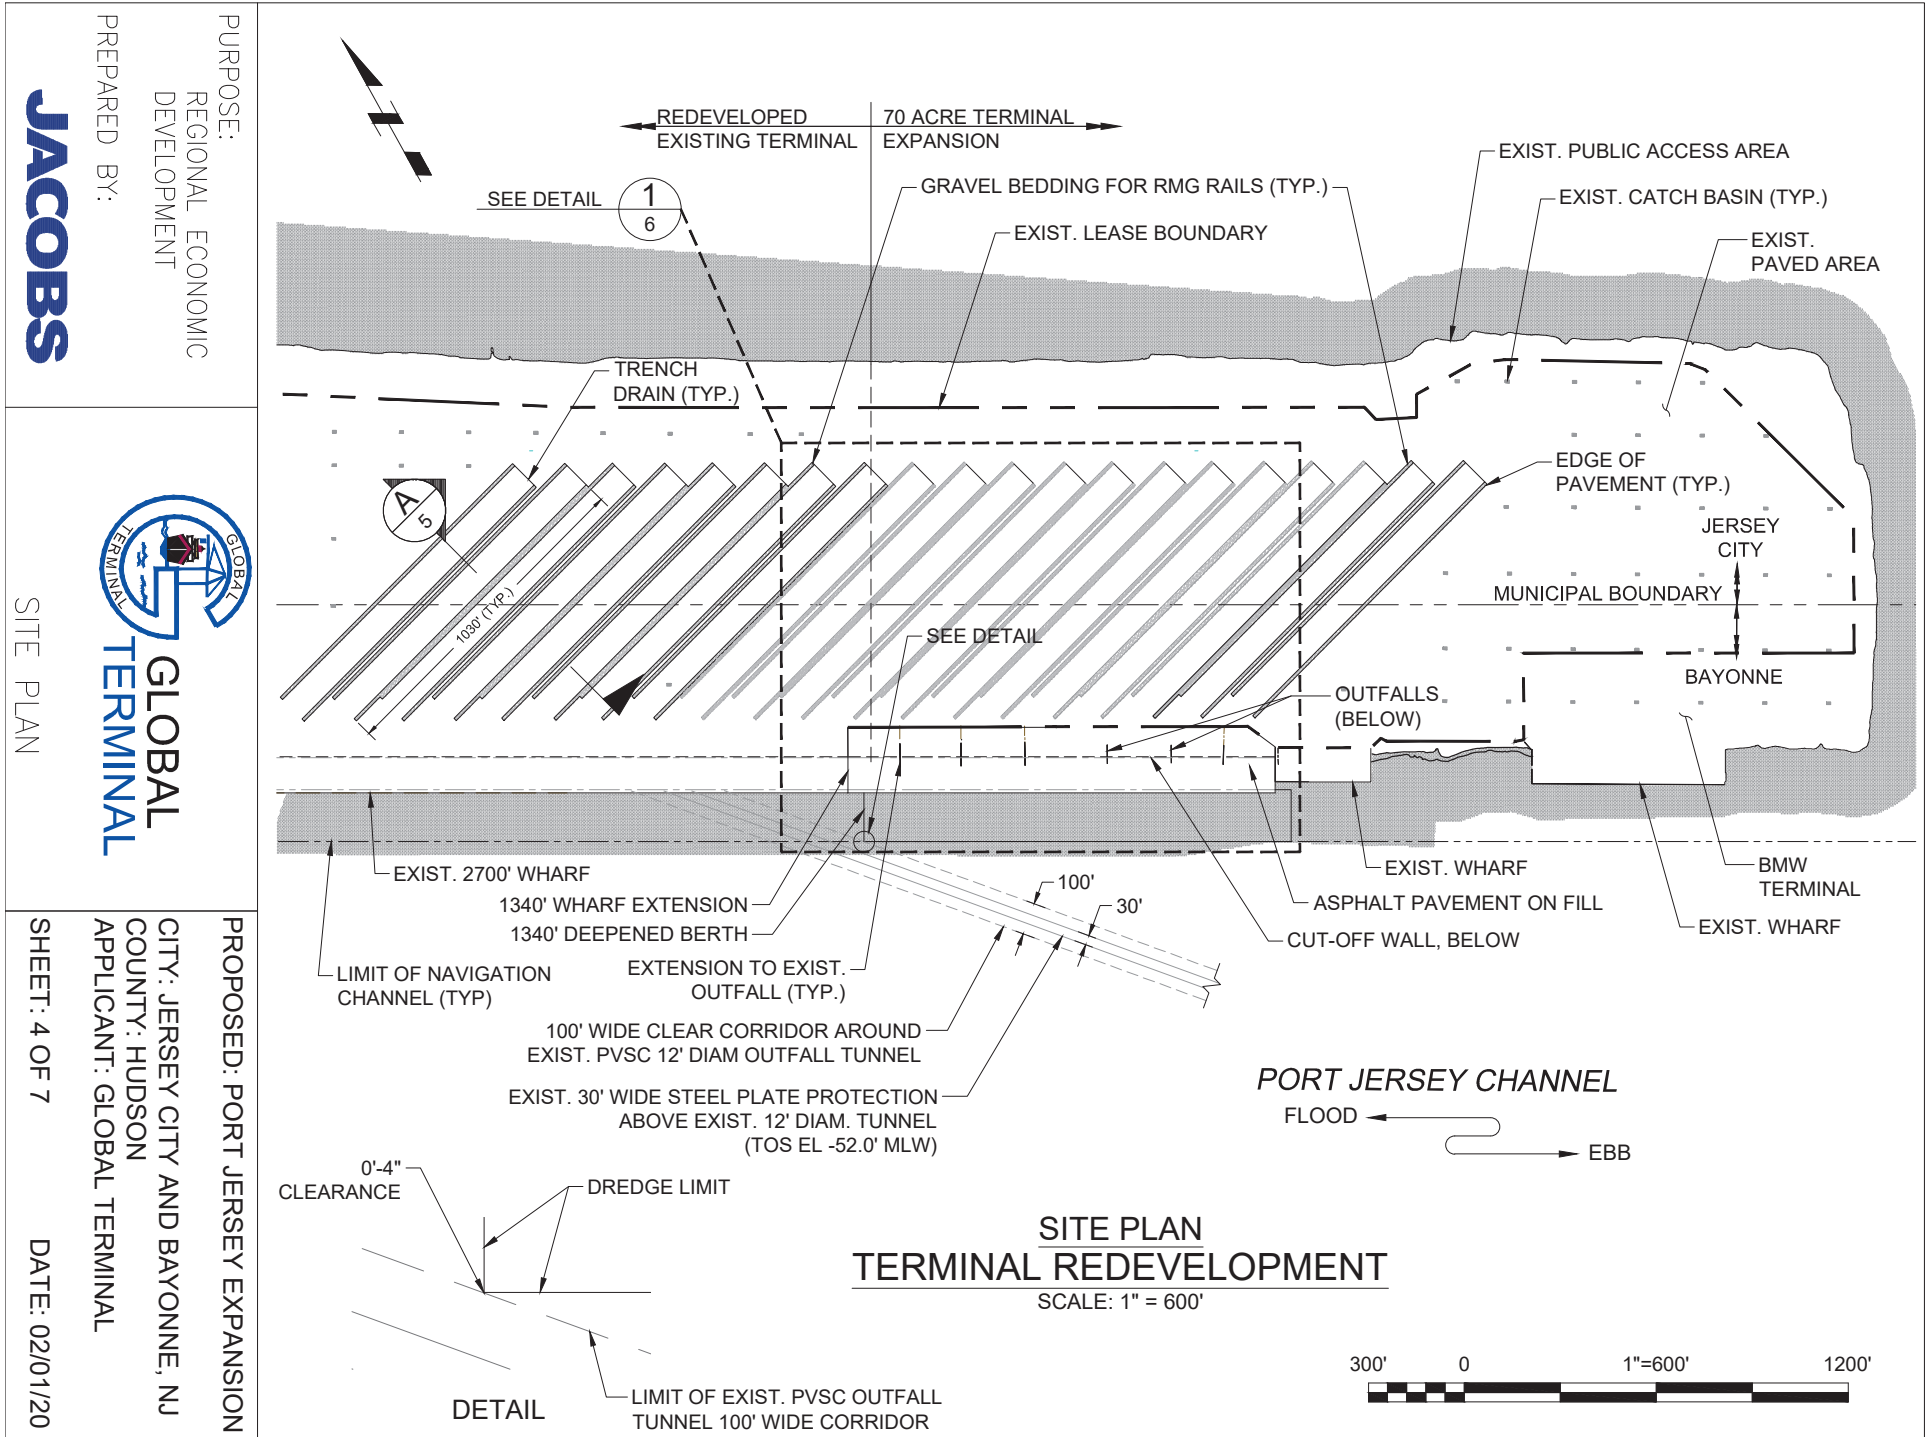 PURPOSE:
REGIONAL ECONOMIC
DEVELOPMENT
PREPARED BY:
JACOBS
GLOBAL
TERMINAL
GLOBAL
TERMINAL
SITE PLAN
PROPOSED: PORT JERSEY EXPANSION
CITY: JERSEY CITY AND BAYONNE, NJ
COUNTY: HUDSON
APPLICANT: GLOBAL TERMINAL
SHEET: 4 OF 7
DATE: 02/01/20
REDEVELOPED
EXISTING TERMINAL
70 ACRE TERMINAL
EXPANSION
SEE DETAIL
1
6
GRAVEL BEDDING FOR RMG RAILS (TYP.)
EXIST. LEASE BOUNDARY
EXIST. PUBLIC ACCESS AREA
EXIST. CATCH BASIN (TYP.)
EXIST.
PAVED AREA
TRENCH
DRAIN (TYP.)
A
5
1030' (TYP.)
EDGE OF
PAVEMENT (TYP.)
JERSEY
CITY
MUNICIPAL BOUNDARY
BAYONNE
SEE DETAIL
OUTFALLS
(BELOW)
EXIST. 2700' WHARF
1340' WHARF EXTENSION
1340' DEEPENED BERTH
LIMIT OF NAVIGATION
CHANNEL (TYP)
EXTENSION TO EXIST.
OUTFALL (TYP.)
100'
30'
EXIST. WHARF
ASPHALT PAVEMENT ON FILL
CUT-OFF WALL, BELOW
BMW
TERMINAL
EXIST. WHARF
100' WIDE CLEAR CORRIDOR AROUND
EXIST. PVSC 12' DIAM OUTFALL TUNNEL
EXIST. 30' WIDE STEEL PLATE PROTECTION
ABOVE EXIST. 12' DIAM. TUNNEL
(TOS EL -52.0' MLW)
PORT JERSEY CHANNEL
FLOOD
EBB
0'-4"
CLEARANCE
DREDGE LIMIT
LIMIT OF EXIST. PVSC OUTFALL
TUNNEL 100' WIDE CORRIDOR
DETAIL
SITE PLAN
TERMINAL REDEVELOPMENT
SCALE: 1" = 600'
300'
0
1"=600'
1200'